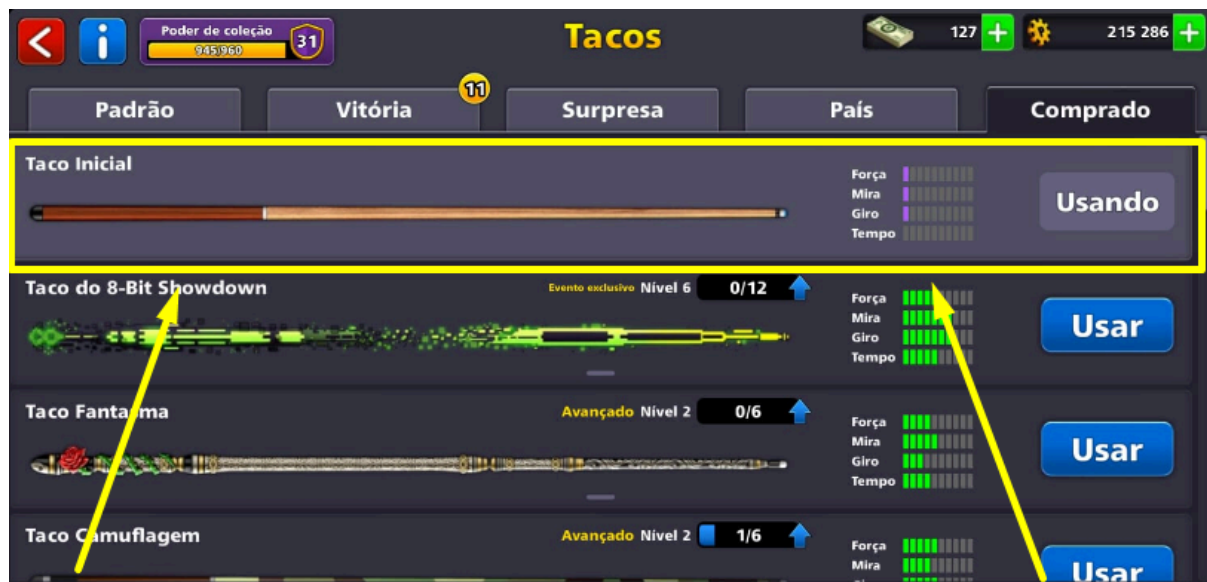 Poder de coleção
945/960
31
Tacos
127
215 286
Padrão
Vitória
11
Surpresa
País
Comprado
Taco Inicial
Força
Mira
Giro
Tempo
Usando
Taco do 8-Bit Showdown
Evento exclusivo Nível 6
0/12
Força
Mira
Giro
Tempo
Usar
Taco Fantasma
Avançado Nível 2
0/6
Força
Mira
Giro
Tempo
Usar
Taco Camuflagem
Avançado Nível 2
1/6
Força
Mira
Usar